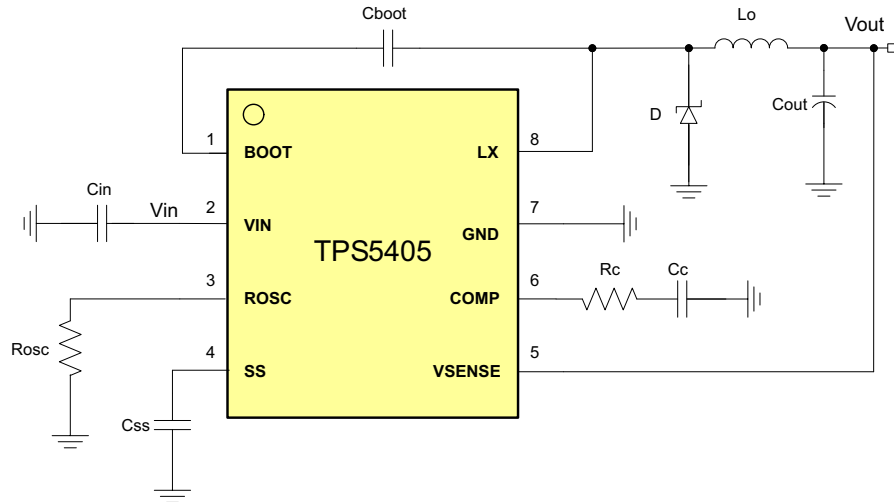 Cboot
Lo
Vout
D
Cout
1
BOOT
LX
8
Cin
Vin
2
VIN
GND
7
TPS5405
3
ROSC
COMP
6
Rc
Cc
Rosc
4
SS
VSENSE
5
Css